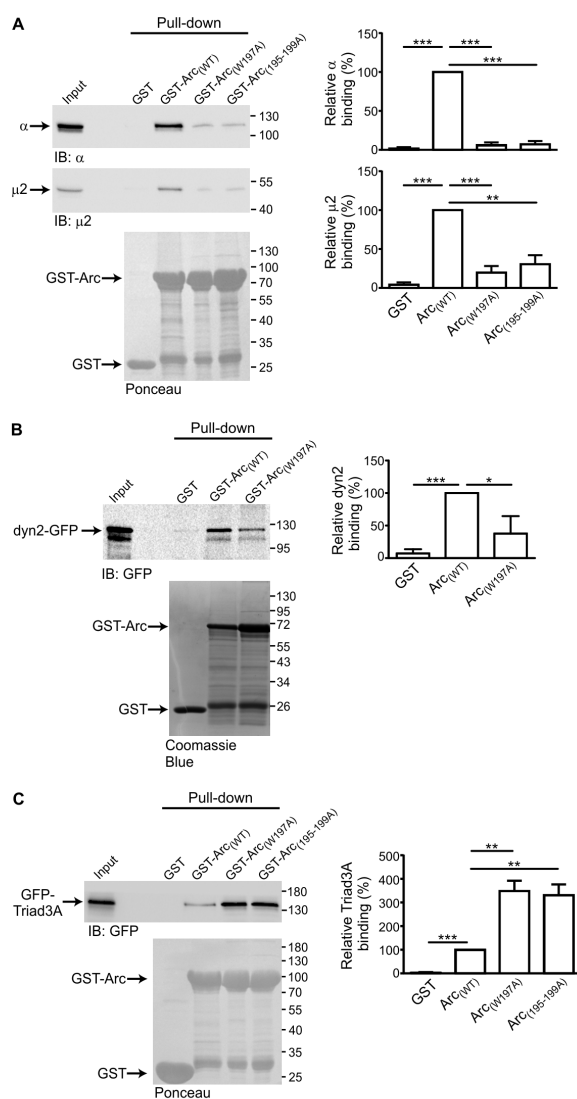 A
Pull-down
Input
GST
GST-Arc(WT)
GST-Arc(W197A)
GST-Arc(195-199A)
α
130
100
IB: α
μ2
55
40
IB: μ2
GST-Arc
GST
130
100
70
55
40
35
25
Ponceau
Relative α
binding (%)
150
100
50
0
***
***
***
Relative μ2
binding (%)
150
100
50
0
***
***
**
GST
Arc(WT)
Arc(W197A)
Arc(195-199A)
B
Pull-down
Input
GST
GST-Arc(WT)
GST-Arc(W197A)
dyn2-GFP
130
95
IB: GFP
GST-Arc
GST
130
95
72
55
43
34
26
Coomassie
Blue
Relative dyn2
binding (%)
150
100
50
0
***
*
GST
Arc(WT)
Arc(W197A)
C
Pull-down
Input
GST
GST-Arc(WT)
GST-Arc(W197A)
GST-Arc(195-199A)
GFP-
Triad3A
180
130
IB: GFP
GST-Arc
GST
180
130
100
70
55
40
35
25
Ponceau
Relative Triad3A
binding (%)
500
400
300
200
100
0
***
**
**
GST
Arc(WT)
Arc(W197A)
Arc(195-199A)